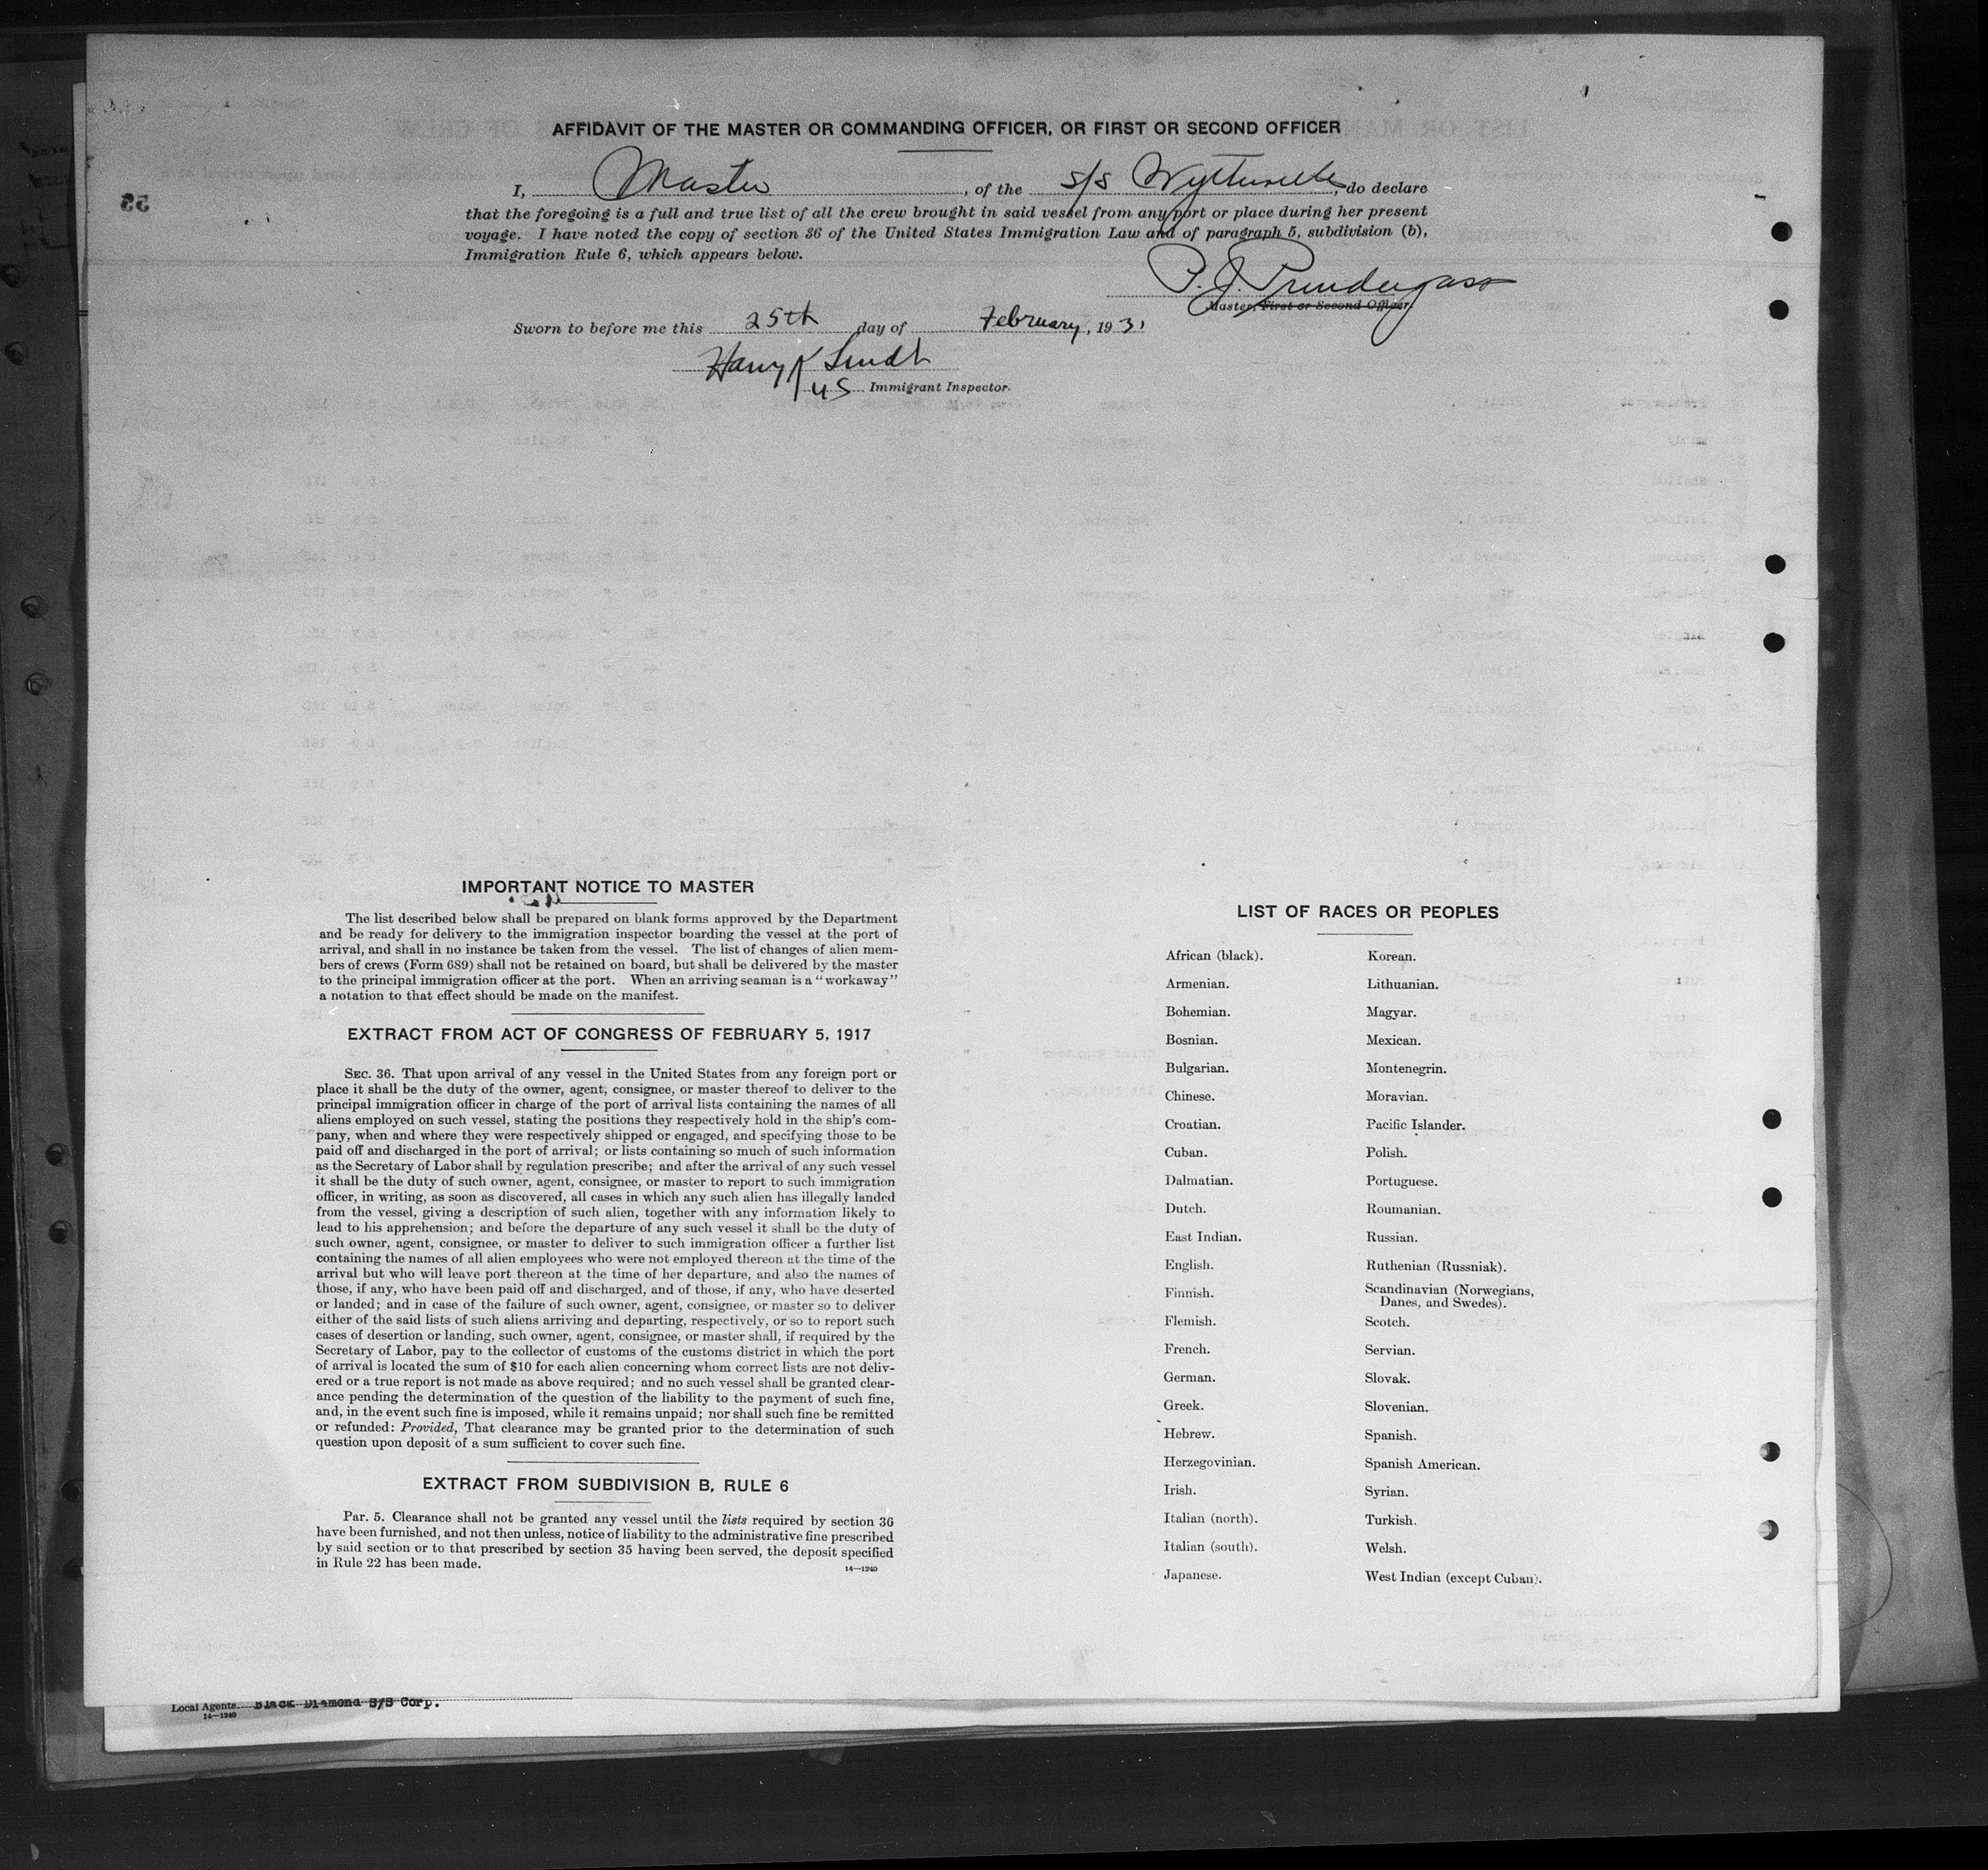 AFFIDAVIT OF THE MASTER OR COMMANDING OFFICER, OR FIRST OR SECOND OFFICER
I, Master, of the S/S Wytheville, do declare
that the foregoing is a full and true list of all the crew brought in said vessel from any port or place during her present
voyage. I have noted the copy of section 36 of the United States Immigration Law and of paragraph 5, subdivision (b),
Immigration Rule 6, which appears below.
P. J. Prendergast
Master, First or Second Officer.
Sworn to before me this 25th day of February, 1931
Harry K
US Immigrant Inspector.
IMPORTANT NOTICE TO MASTER
The list described below shall be prepared on blank forms approved by the Department
and be ready for delivery to the immigration inspector boarding the vessel at the port of
arrival, and shall in no instance be taken from the vessel. The list of changes of alien mem-
bers of crews (Form 689) shall not be retained on board, but shall be delivered by the master
to the principal immigration officer at the port. When an arriving seaman is a "workaway"
a notation to that effect should be made on the manifest.
EXTRACT FROM ACT OF CONGRESS OF FEBRUARY 5, 1917
SEC. 36. That upon arrival of any vessel in the United States from any foreign port or
place it shall be the duty of the owner, agent, consignee, or master thereof to deliver to the
principal immigration officer in charge of the port of arrival lists containing the names of all
aliens employed on such vessel, stating the positions they respectively hold in the ship's com-
pany, when and where they were respectively shipped or engaged, and specifying those to be
paid off and discharged in the port of arrival; or lists containing so much of such information
as the Secretary of Labor shall by regulation prescribe; and after the arrival of any such vessel
it shall be the duty of such owner, agent, consignee, or master to report to such immigration
officer, in writing, as soon as discovered, all cases in which any such alien has illegally landed
from the vessel, giving a description of such alien, together with any information likely to
lead to his apprehension; and before the departure of any such vessel it shall be the duty of
such owner, agent, consignee, or master to deliver to such immigration officer a further list
containing the names of all alien employees who were not employed thereon at the time of the
arrival but who will leave port thereon at the time of her departure, and also the names of
those, if any, who have been paid off and discharged, and of those, if any, who have deserted
or landed; and in case of the failure of such owner, agent, consignee, or master so to deliver
either of the said lists of such aliens arriving and departing, respectively, or so to report such
cases of desertion or landing, such owner, agent, consignee, or master shall, if required by the
Secretary of Labor, pay to the collector of customs of the customs district in which the port
of arrival is located the sum of $10 for each alien concerning whom correct lists are not deliv-
ered or a true report is not made as above required; and no such vessel shall be granted clear-
ance pending the determination of the question of the liability to the payment of such fine,
and, in the event such fine is imposed, while it remains unpaid; nor shall such fine be remitted
or refunded: Provided, That clearance may be granted prior to the determination of such
question upon deposit of a sum sufficient to cover such fine.
EXTRACT FROM SUBDIVISION B, RULE 6
Par. 5. Clearance shall not be granted any vessel until the lists required by section 36
have been furnished, and not then unless, notice of liability to the administrative fine prescribed
by said section or to that prescribed by section 35 having been served, the deposit specified
in Rule 22 has been made.
14—1240
LIST OF RACES OR PEOPLES
African (black).
Armenian.
Bohemian.
Bosnian.
Bulgarian.
Chinese.
Croatian.
Cuban.
Dalmatian.
Dutch.
East Indian.
English.
Finnish.
Flemish.
French.
German.
Greek.
Hebrew.
Herzegovinian.
Irish.
Italian (north).
Italian (south).
Japanese.
Korean.
Lithuanian.
Magyar.
Mexican.
Montenegrin.
Moravian.
Pacific Islander.
Polish.
Portuguese.
Roumanian.
Russian.
Ruthenian (Russniak).
Scandinavian (Norwegians,
Danes, and Swedes).
Scotch.
Servian.
Slovak.
Slovenian.
Spanish.
Spanish American.
Syrian.
Turkish.
Welsh.
West Indian (except Cuban).
Local Agents Black Diamond S/S Corp.
14—1240